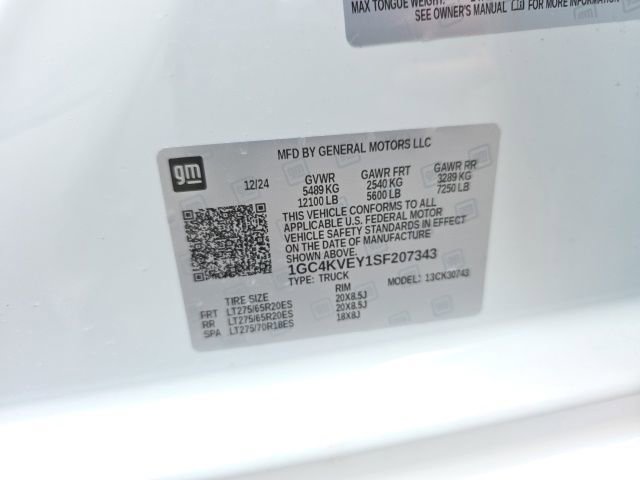 MAX TONGUE WEIGHT:
SEE OWNER'S MANUAL FOR MORE INFORMATION
MFD BY GENERAL MOTORS LLC
gm
12/24
GVWR GAWR FRT GAWR RR
5489 KG 2540 KG 3289 KG
12100 LB 5600 LB 7250 LB
THIS VEHICLE CONFORMS TO ALL
APPLICABLE U.S. FEDERAL MOTOR
VEHICLE SAFETY STANDARDS IN EFFECT
ON THE DATE OF MANUFACTURE
SHOWN ABOVE.
1GC4KVEY1SF207343
TYPE: TRUCK MODEL: 13CK30743
TIRE SIZE RIM
FRT LT275/65R20ES 20X8.5J
RR LT275/65R20ES 20X8.5J
SPA LT275/70R18ES 18X8J